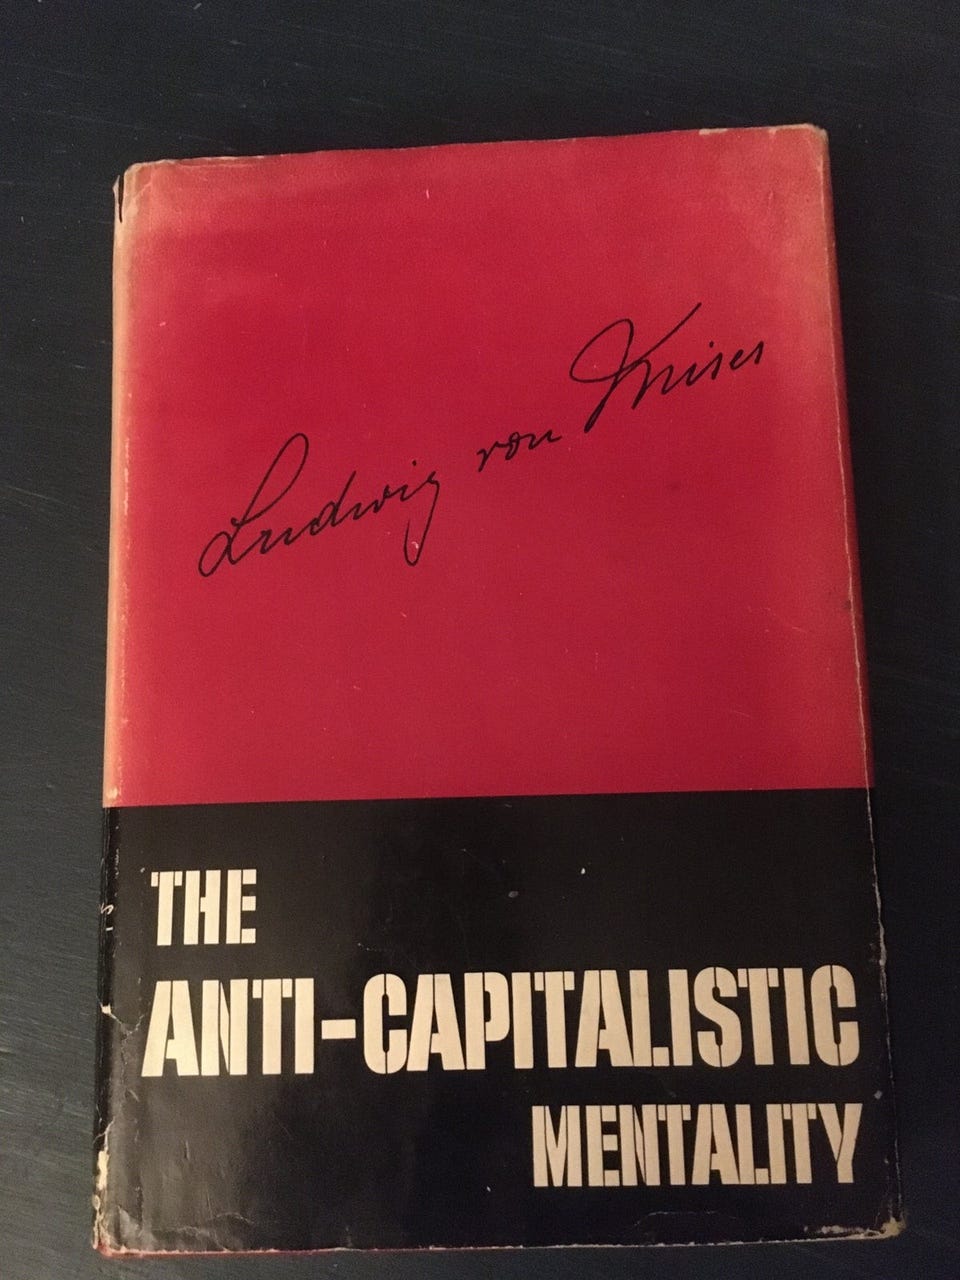 Ludwig von Mises
THE
ANTI-CAPITALISTIC
MENTALITY